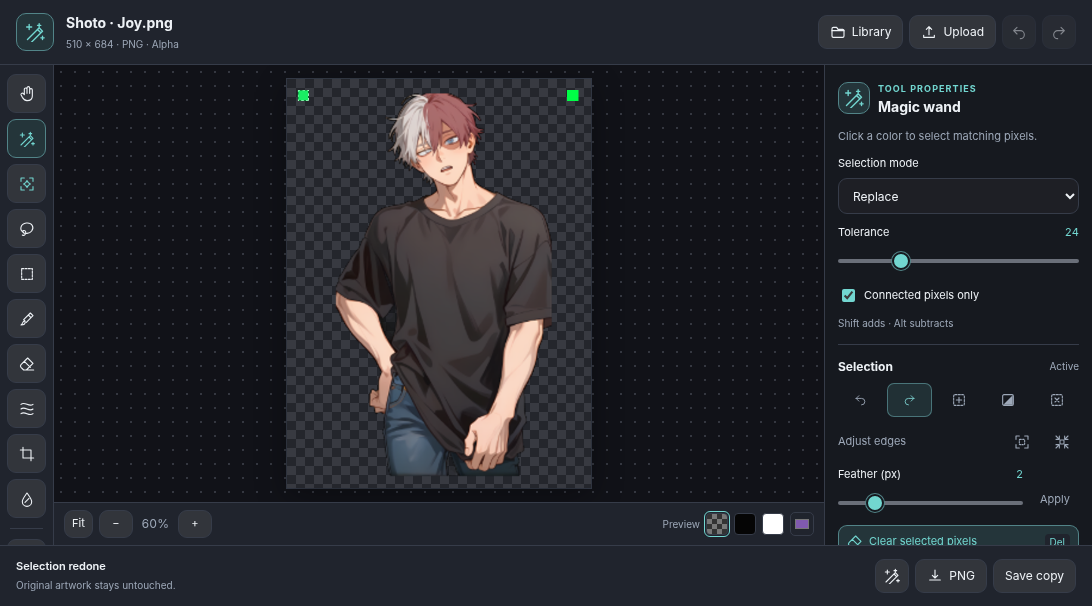 Shoto · Joy.png
510 × 684 · PNG · Alpha
Library
Upload
TOOL PROPERTIES
Magic wand
Click a color to select matching pixels.
Selection mode
Replace
Tolerance 24
Connected pixels only
Shift adds · Alt subtracts
Selection Active
Adjust edges
Feather (px) 2
Apply
Clear selected pixels Del
Fit − 60% +
Preview
Selection redone
Original artwork stays untouched.
PNG
Save copy